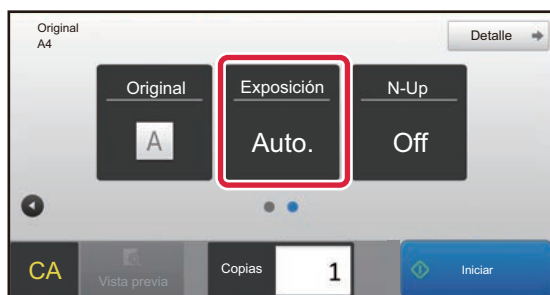 Original
A4
Detalle
Original
Exposición
N-Up
A
Auto.
Off
CA
Vista previa
Copias
1
Iniciar